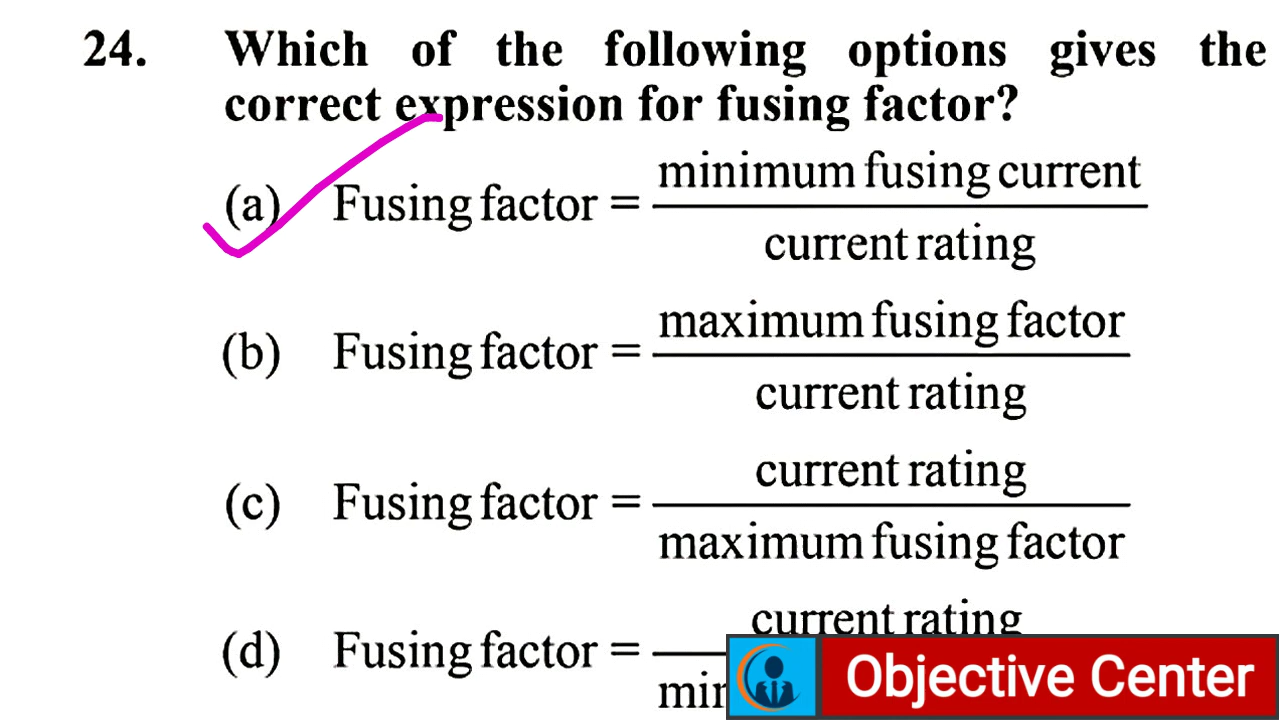 24. Which of the following options gives the
correct expression for fusing factor?
(a) Fusing factor = minimum fusing current
current rating
(b) Fusing factor = maximum fusing factor
current rating
(c) Fusing factor = current rating
maximum fusing factor
(d) Fusing factor = current rating
Objective Center